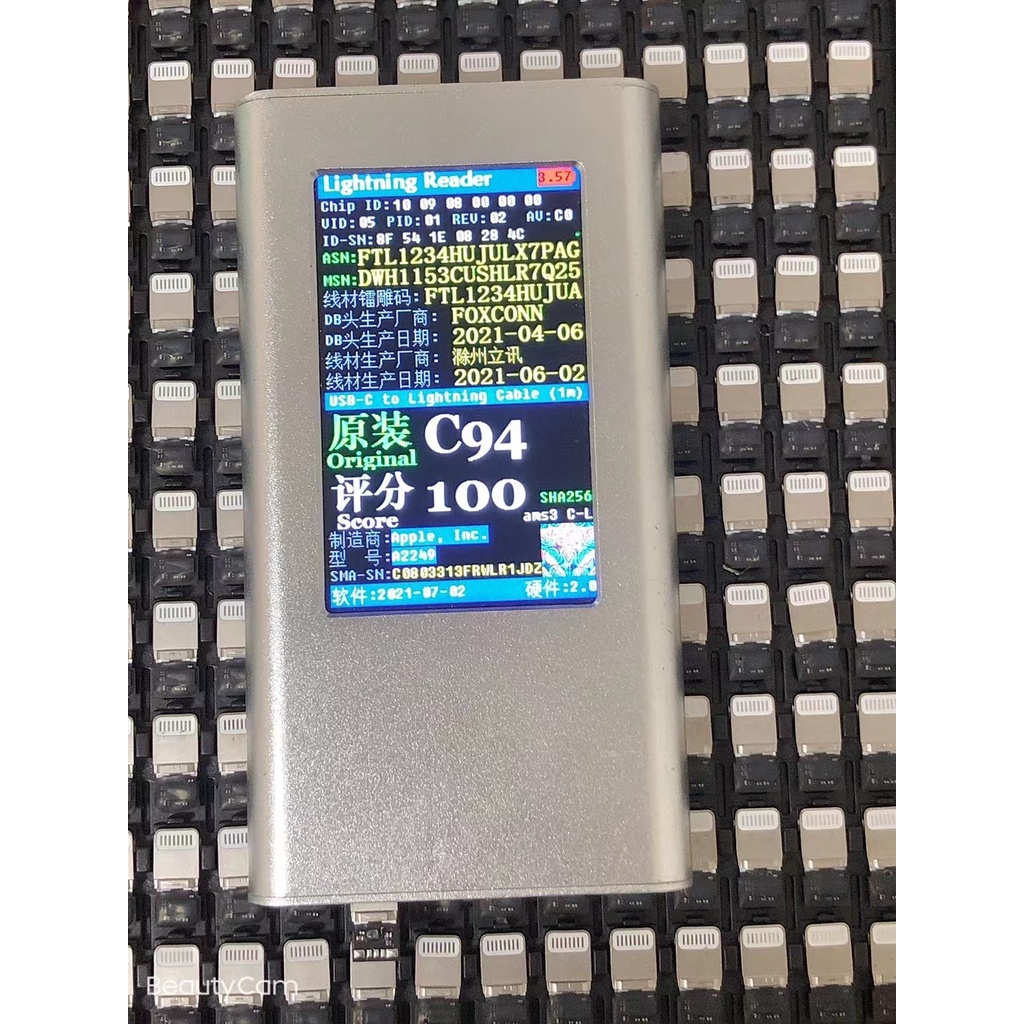 Lightning Reader 3.57
Chip ID:10 09 08 00 00 00
VID:05 PID:01 REV:02 AV:C0
ID-SN:8F 54 1E 08 28 4C
ASN:FTL1234HUJULX7PAG
MSN:DWH1153CUSHLR7Q25
线材镭雕码:FTL1234HUJUA
DB头生产厂商: FOXCONN
DB头生产日期: 2021-04-06
线材生产厂商: 滁州立讯
线材生产日期: 2021-06-02
USB-C to Lightning Cable (1m)
原装 C94
Original
评分 100 SHA256
Score ams3 C-L
制造商:Apple, Inc.
型 号:A2249
SMA-SN:C0803313FRWLR1JDZ
软件:2021-07-02 硬件:2.0
BeautyCam